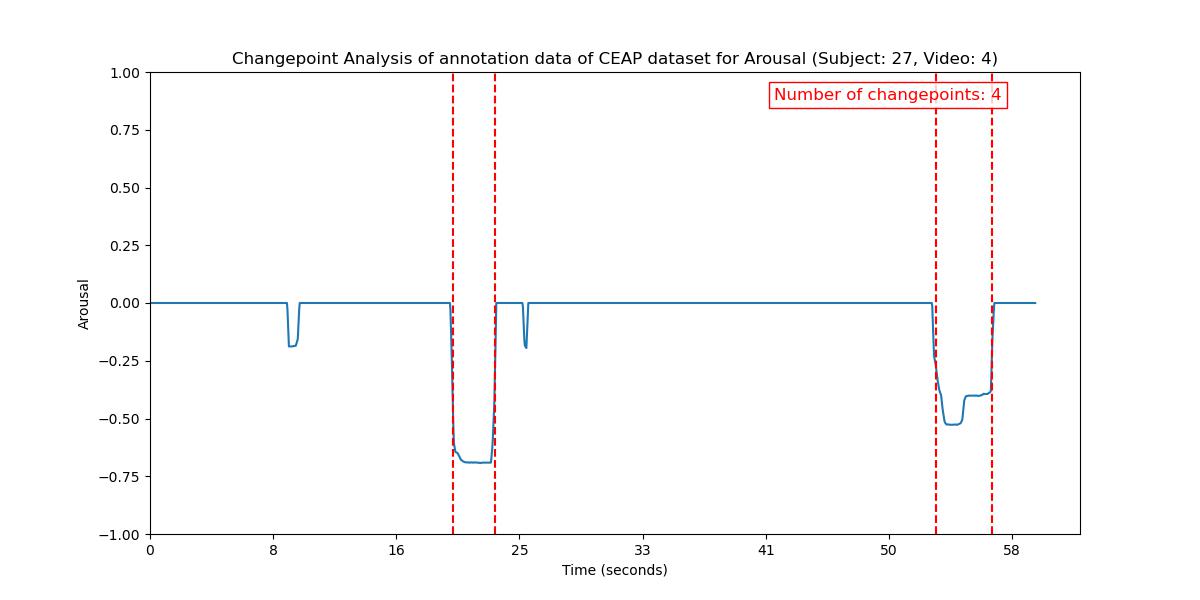 Changepoint Analysis of annotation data of CEAP dataset for Arousal (Subject: 27, Video: 4)
Number of changepoints: 4
1.00
0.75
0.50
0.25
0.00
−0.25
−0.50
−0.75
−1.00
Arousal
0 8 16 25 33 41 50 58
Time (seconds)